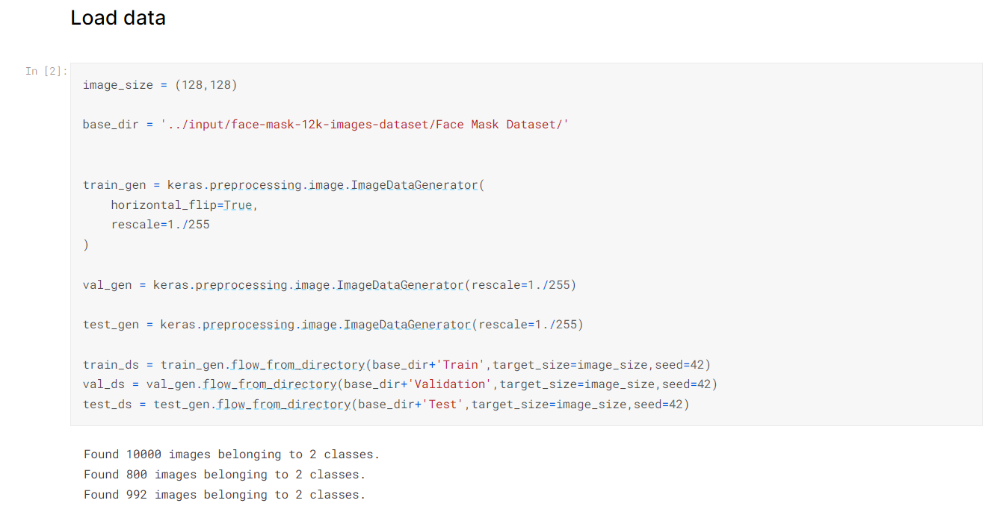 Load data
In [2]:
image_size = (128,128)
base_dir = '../input/face-mask-12k-images-dataset/Face Mask Dataset/'
train_gen = keras.preprocessing.image.ImageDataGenerator(
    horizontal_flip=True,
    rescale=1./255
)
val_gen = keras.preprocessing.image.ImageDataGenerator(rescale=1./255)
test_gen = keras.preprocessing.image.ImageDataGenerator(rescale=1./255)
train_ds = train_gen.flow_from_directory(base_dir+'Train',target_size=image_size,seed=42)
val_ds = val_gen.flow_from_directory(base_dir+'Validation',target_size=image_size,seed=42)
test_ds = test_gen.flow_from_directory(base_dir+'Test',target_size=image_size,seed=42)
Found 10000 images belonging to 2 classes.
Found 800 images belonging to 2 classes.
Found 992 images belonging to 2 classes.